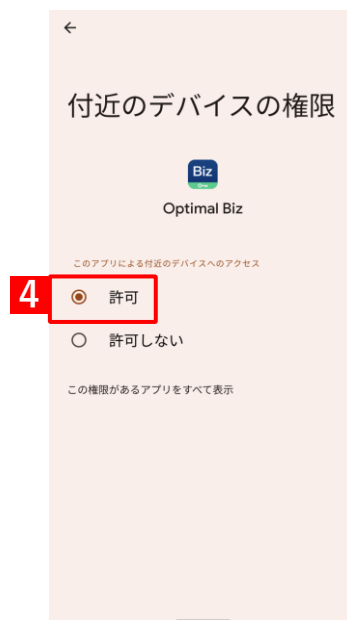 ←
付近のデバイスの権限
Biz
Optimal Biz
このアプリによる付近のデバイスへのアクセス
4
許可
許可しない
この権限があるアプリをすべて表示